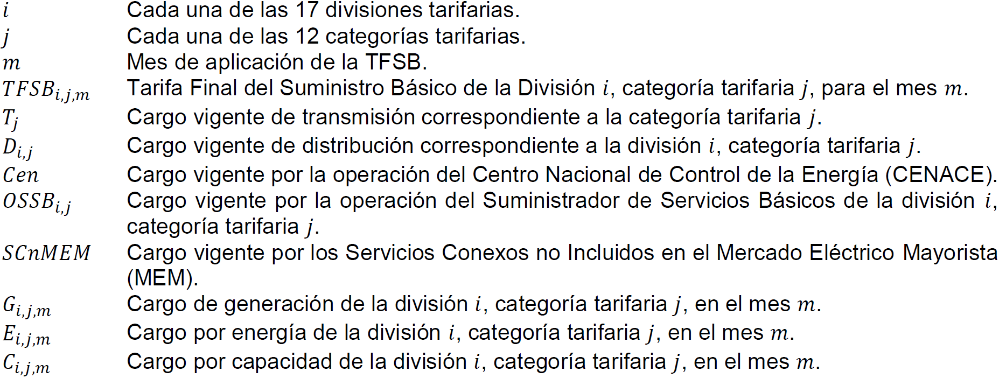 i Cada una de las 17 divisiones tarifarias.
j Cada una de las 12 categorías tarifarias.
m Mes de aplicación de la TFSB.
TFSB_{i,j,m} Tarifa Final del Suministro Básico de la División i, categoría tarifaria j, para el mes m.
T_j Cargo vigente de transmisión correspondiente a la categoría tarifaria j.
D_{i,j} Cargo vigente de distribución correspondiente a la división i, categoría tarifaria j.
Cen Cargo vigente por la operación del Centro Nacional de Control de la Energía (CENACE).
OSSB_{i,j} Cargo vigente por la operación del Suministrador de Servicios Básicos de la división i,
categoría tarifaria j.
SCnMEM Cargo vigente por los Servicios Conexos no Incluidos en el Mercado Eléctrico Mayorista
(MEM).
G_{i,j,m} Cargo de generación de la división i, categoría tarifaria j, en el mes m.
E_{i,j,m} Cargo por energía de la división i, categoría tarifaria j, en el mes m.
C_{i,j,m} Cargo por capacidad de la división i, categoría tarifaria j, en el mes m.